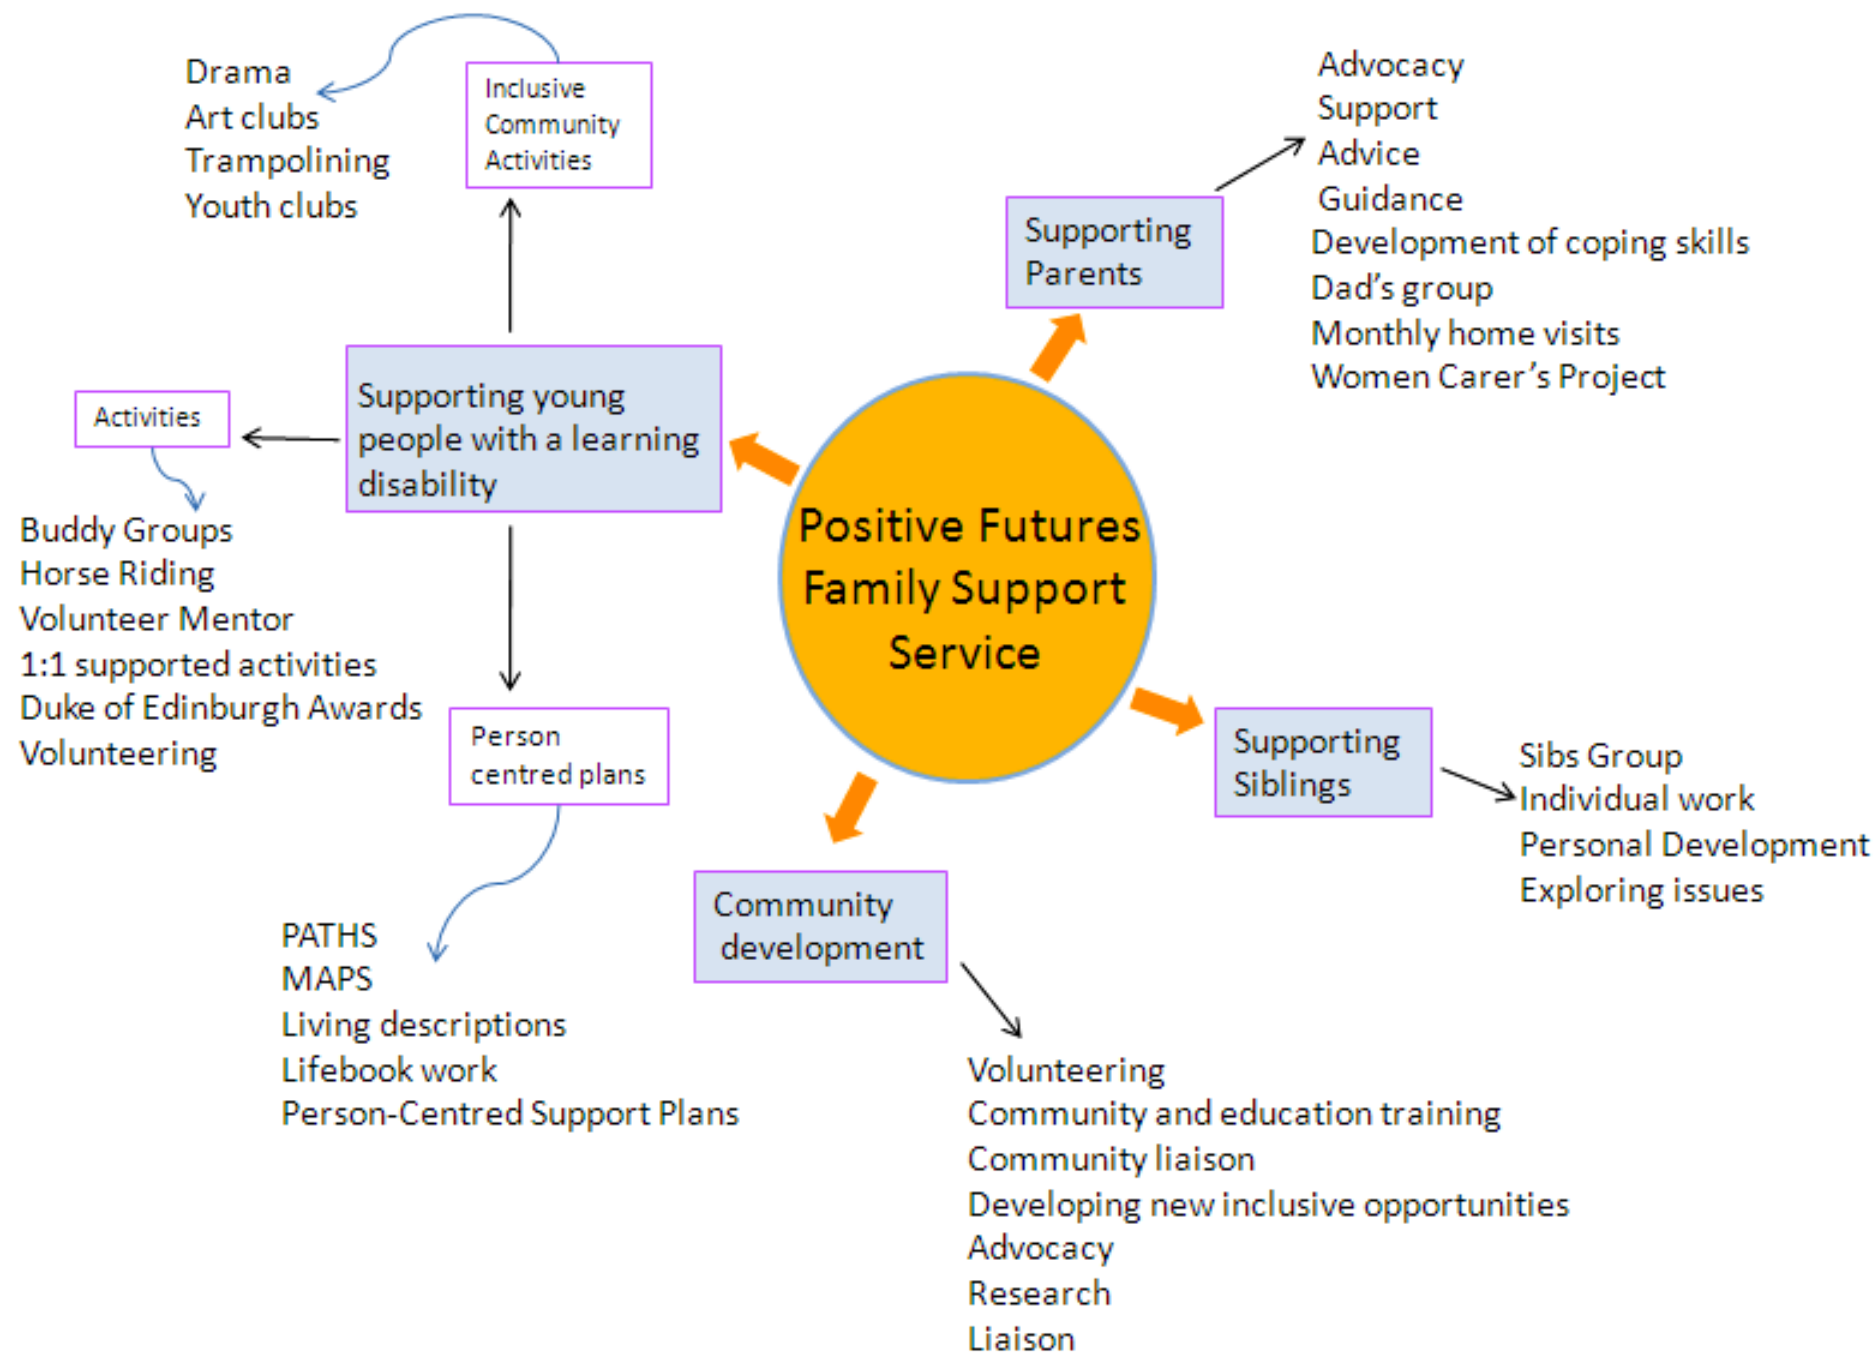 Drama
Art clubs
Trampolining
Youth clubs
Inclusive
Community
Activities
Advocacy
Support
Advice
Guidance
Development of coping skills
Dad's group
Monthly home visits
Women Carer's Project
Supporting
Parents
Supporting young
people with a learning
disability
Activities
Buddy Groups
Horse Riding
Volunteer Mentor
1:1 supported activities
Duke of Edinburgh Awards
Volunteering
Positive Futures
Family Support
Service
Person
centred plans
PATHS
MAPS
Living descriptions
Lifebook work
Person-Centred Support Plans
Supporting
Siblings
Sibs Group
Individual work
Personal Development
Exploring issues
Community
development
Volunteering
Community and education training
Community liaison
Developing new inclusive opportunities
Advocacy
Research
Liaison